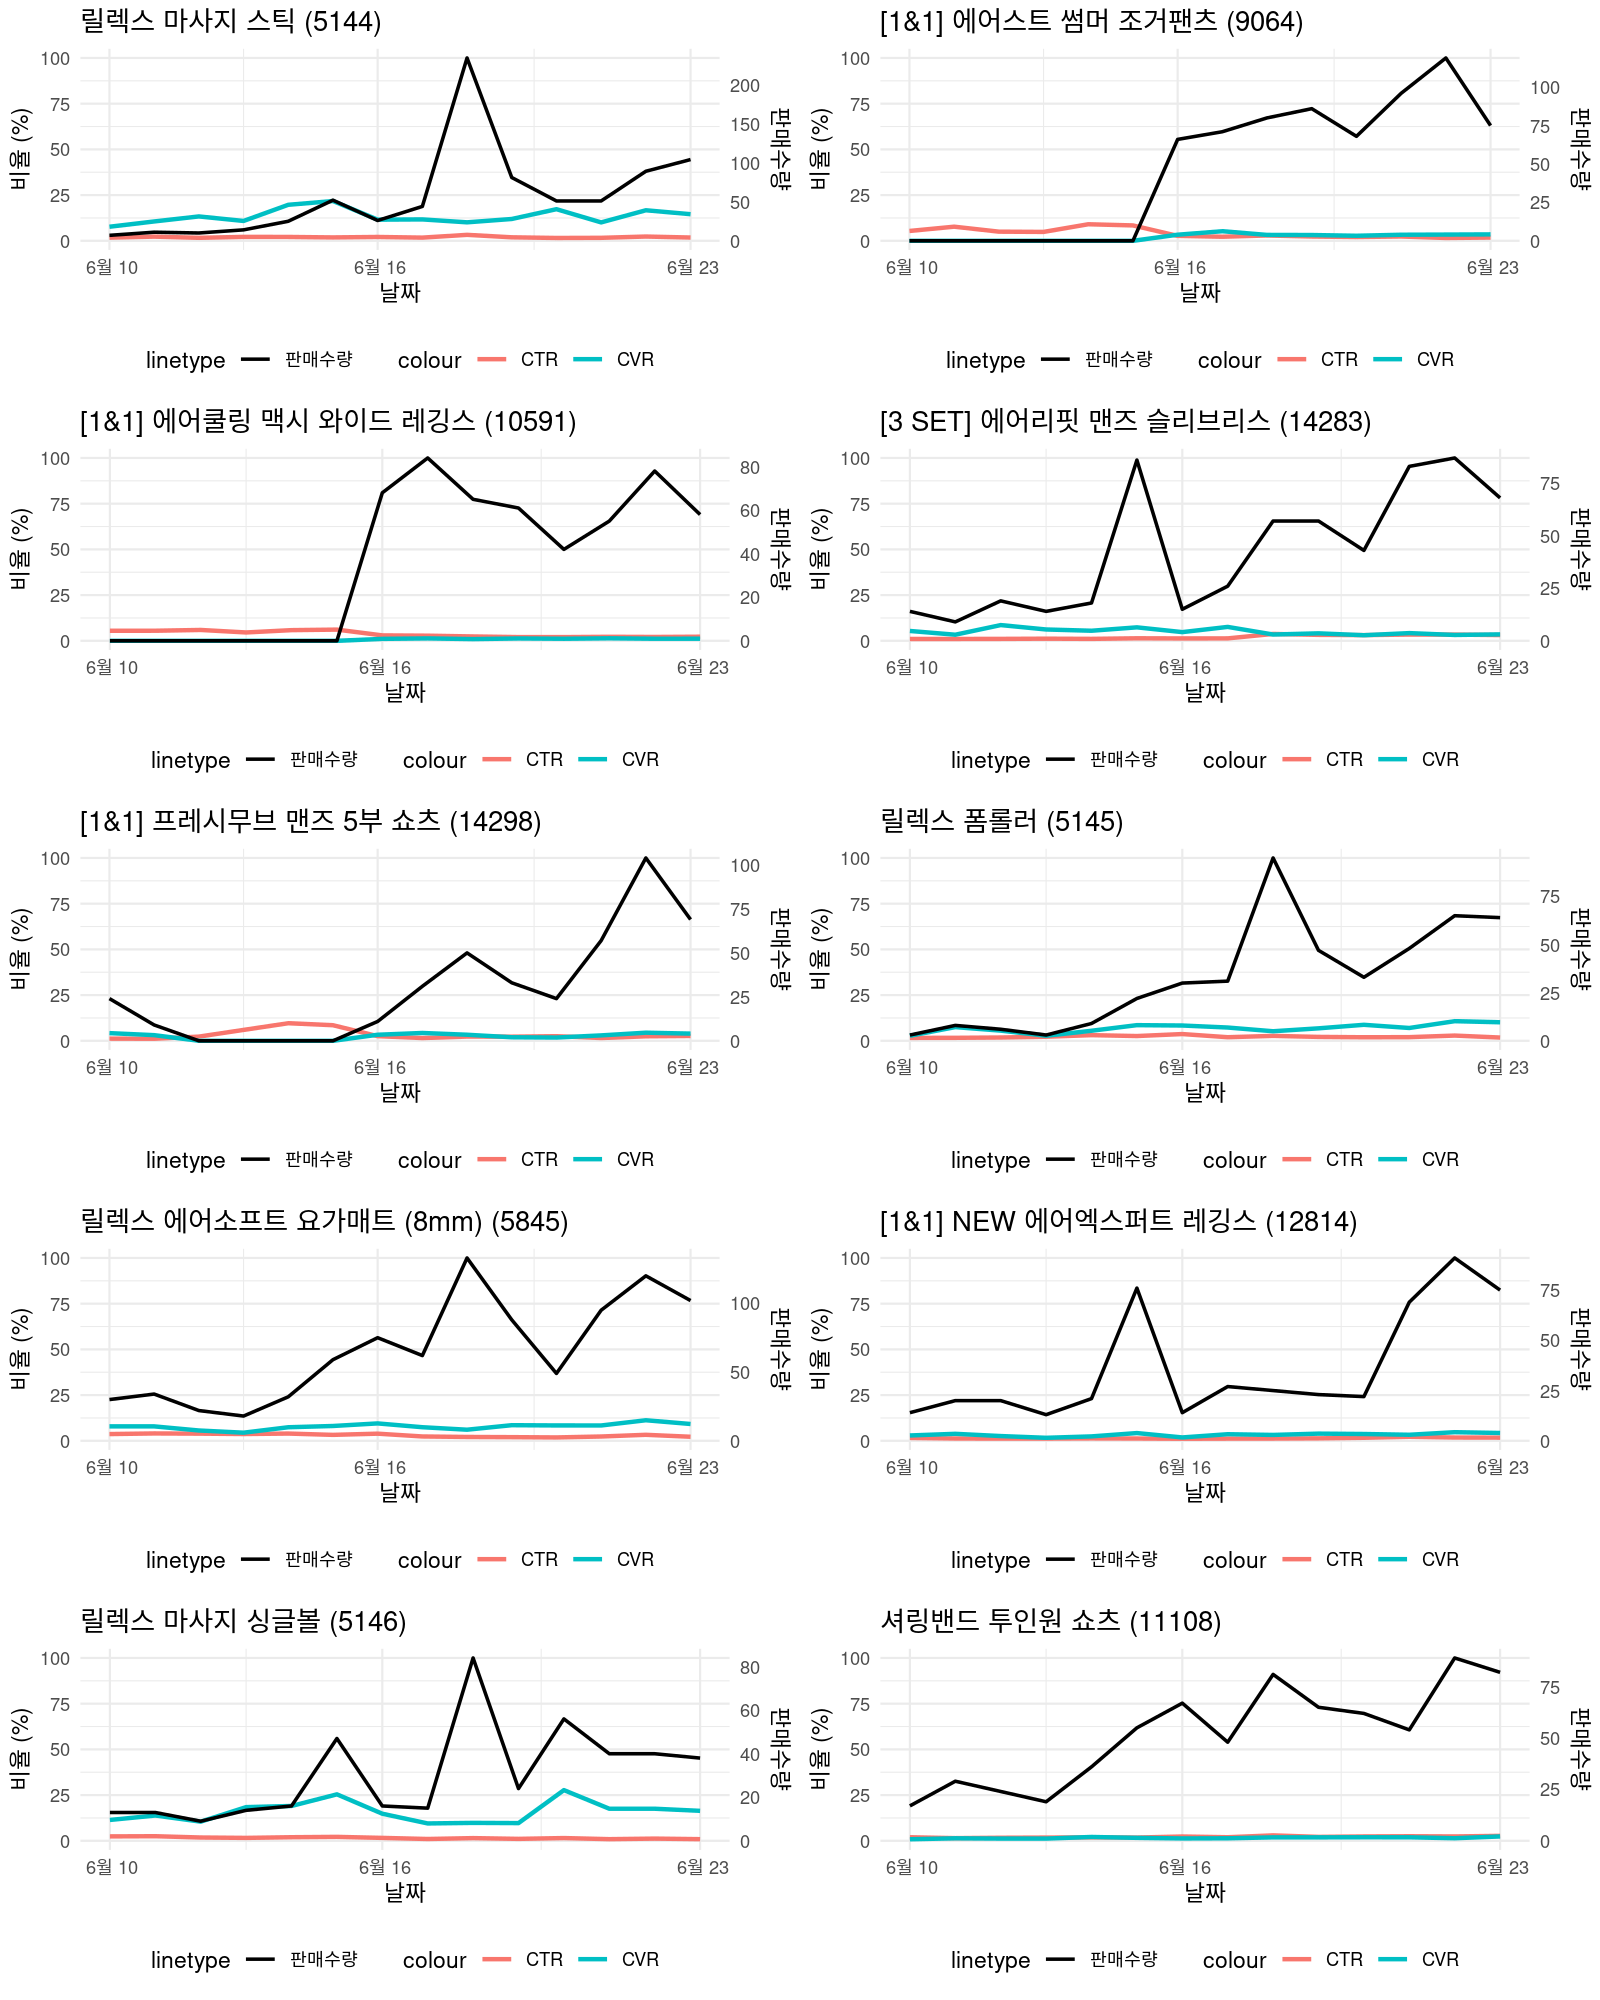 릴렉스 마사지 스틱 (5144)
100
75
50
25
0
비율 (%)
200
150
100
50
0
판매수량
6월 10
6월 16
6월 23
날짜
linetype 판매수량 colour CTR CVR
[1&1] 에어스트 썸머 조거팬츠 (9064)
100
75
50
25
0
비율 (%)
100
75
50
25
0
판매수량
6월 10
6월 16
6월 23
날짜
linetype 판매수량 colour CTR CVR
[1&1] 에어쿨링 맥시 와이드 레깅스 (10591)
100
75
50
25
0
비율 (%)
80
60
40
20
0
판매수량
6월 10
6월 16
6월 23
날짜
linetype 판매수량 colour CTR CVR
[3 SET] 에어리핏 맨즈 슬리브리스 (14283)
100
75
50
25
0
비율 (%)
75
50
25
0
판매수량
6월 10
6월 16
6월 23
날짜
linetype 판매수량 colour CTR CVR
[1&1] 프레시무브 맨즈 5부 쇼츠 (14298)
100
75
50
25
0
비율 (%)
100
75
50
25
0
판매수량
6월 10
6월 16
6월 23
날짜
linetype 판매수량 colour CTR CVR
릴렉스 폼롤러 (5145)
100
75
50
25
0
비율 (%)
75
50
25
0
판매수량
6월 10
6월 16
6월 23
날짜
linetype 판매수량 colour CTR CVR
릴렉스 에어소프트 요가매트 (8mm) (5845)
100
75
50
25
0
비율 (%)
100
50
0
판매수량
6월 10
6월 16
6월 23
날짜
linetype 판매수량 colour CTR CVR
[1&1] NEW 에어엑스퍼트 레깅스 (12814)
100
75
50
25
0
비율 (%)
75
50
25
0
판매수량
6월 10
6월 16
6월 23
날짜
linetype 판매수량 colour CTR CVR
릴렉스 마사지 싱글볼 (5146)
100
75
50
25
0
비율 (%)
80
60
40
20
0
판매수량
6월 10
6월 16
6월 23
날짜
linetype 판매수량 colour CTR CVR
셔링밴드 투인원 쇼츠 (11108)
100
75
50
25
0
비율 (%)
75
50
25
0
판매수량
6월 10
6월 16
6월 23
날짜
linetype 판매수량 colour CTR CVR